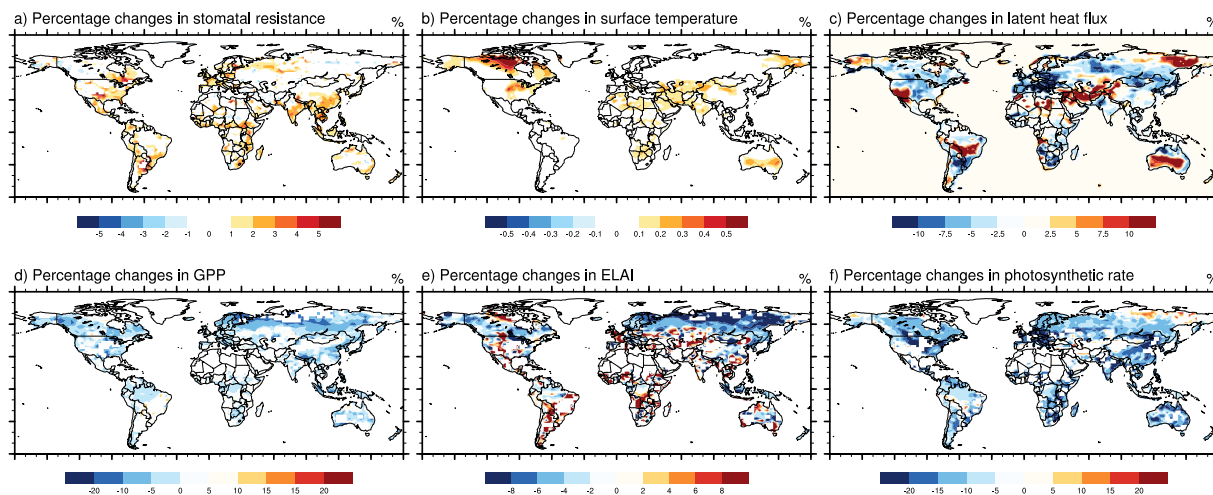 a) Percentage changes in stomatal resistance %
b) Percentage changes in surface temperature %
c) Percentage changes in latent heat flux %
-5 -4 -3 -2 -1 0 1 2 3 4 5
-0.5 -0.4 -0.3 -0.2 -0.1 0 0.1 0.2 0.3 0.4 0.5
-10 -7.5 -5 -2.5 0 2.5 5 7.5 10
d) Percentage changes in GPP %
e) Percentage changes in ELAI %
f) Percentage changes in photosynthetic rate %
-20 -10 -5 0 5 10 15 20
-8 -6 -4 -2 0 2 4 6 8
-20 -15 -10 -5 0 5 10 15 20